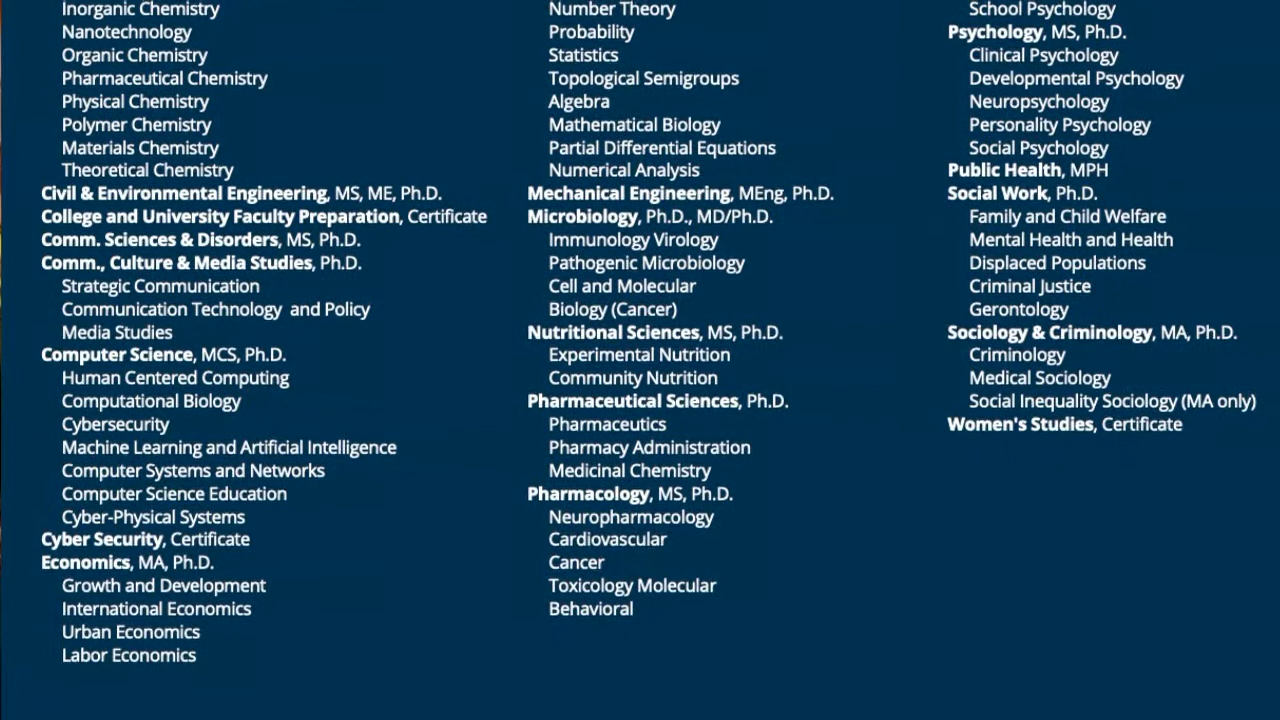 Inorganic Chemistry
Nanotechnology
Organic Chemistry
Pharmaceutical Chemistry
Physical Chemistry
Polymer Chemistry
Materials Chemistry
Theoretical Chemistry
Civil & Environmental Engineering, MS, ME, Ph.D.
College and University Faculty Preparation, Certificate
Comm. Sciences & Disorders, MS, Ph.D.
Comm., Culture & Media Studies, Ph.D.
Strategic Communication
Communication Technology and Policy
Media Studies
Computer Science, MCS, Ph.D.
Human Centered Computing
Computational Biology
Cybersecurity
Machine Learning and Artificial Intelligence
Computer Systems and Networks
Computer Science Education
Cyber-Physical Systems
Cyber Security, Certificate
Economics, MA, Ph.D.
Growth and Development
International Economics
Urban Economics
Labor Economics
Number Theory
Probability
Statistics
Topological Semigroups
Algebra
Mathematical Biology
Partial Differential Equations
Numerical Analysis
Mechanical Engineering, MEng, Ph.D.
Microbiology, Ph.D., MD/Ph.D.
Immunology Virology
Pathogenic Microbiology
Cell and Molecular
Biology (Cancer)
Nutritional Sciences, MS, Ph.D.
Experimental Nutrition
Community Nutrition
Pharmaceutical Sciences, Ph.D.
Pharmaceutics
Pharmacy Administration
Medicinal Chemistry
Pharmacology, MS, Ph.D.
Neuropharmacology
Cardiovascular
Cancer
Toxicology Molecular
Behavioral
School Psychology
Psychology, MS, Ph.D.
Clinical Psychology
Developmental Psychology
Neuropsychology
Personality Psychology
Social Psychology
Public Health, MPH
Social Work, Ph.D.
Family and Child Welfare
Mental Health and Health
Displaced Populations
Criminal Justice
Gerontology
Sociology & Criminology, MA, Ph.D.
Criminology
Medical Sociology
Social Inequality Sociology (MA only)
Women's Studies, Certificate